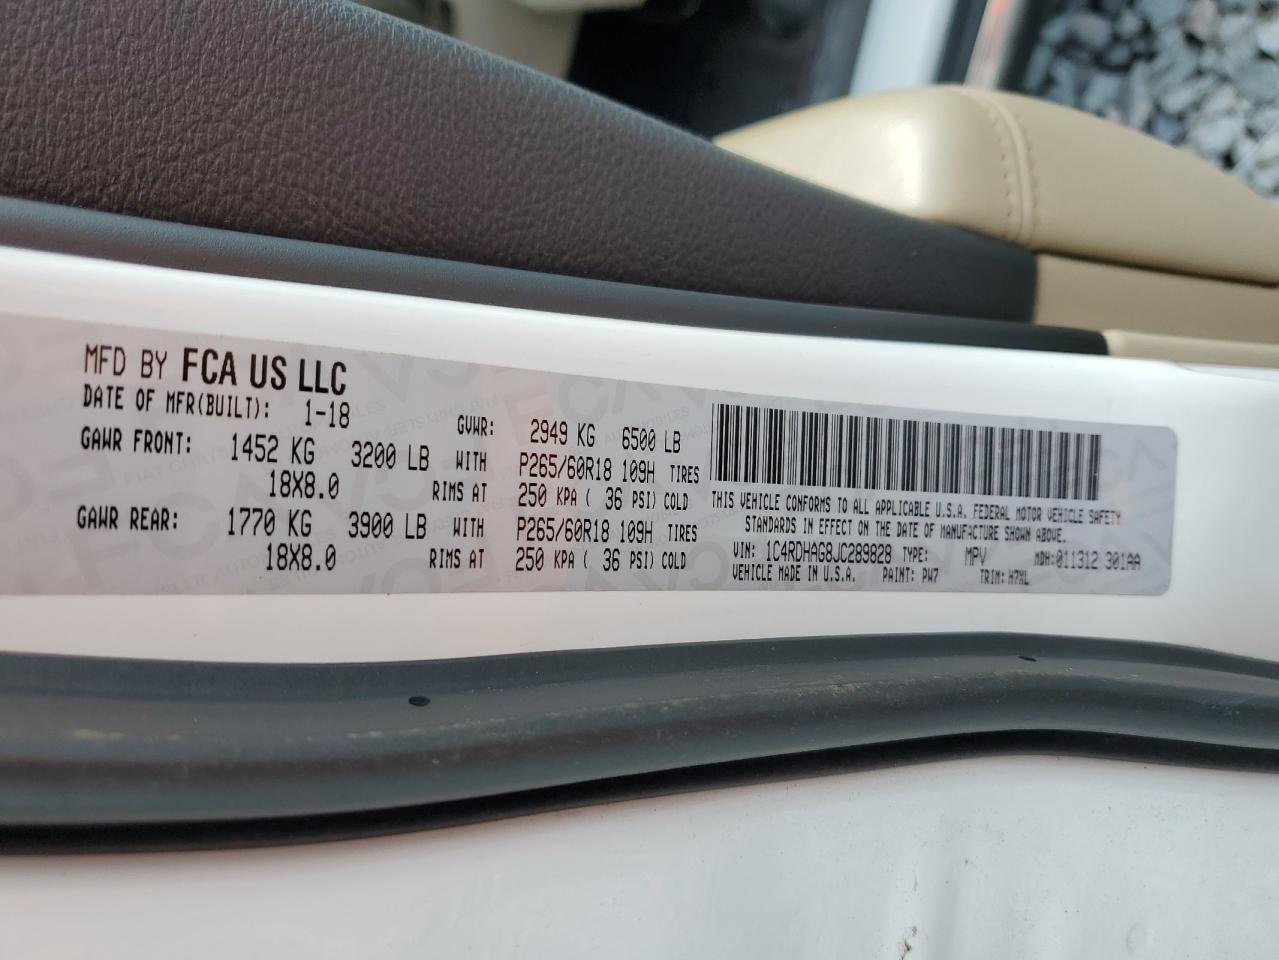 MFD BY FCA US LLC
DATE OF MFR(BUILT): 1-18 GVWR: 2949 KG 6500 LB
GAWR FRONT: 1452 KG 3200 LB WITH P265/60R18 109H TIRES
18X8.0 RIMS AT 250 KPA ( 36 PSI) COLD
GAWR REAR: 1770 KG 3900 LB WITH P265/60R18 109H TIRES
18X8.0 RIMS AT 250 KPA ( 36 PSI) COLD
THIS VEHICLE CONFORMS TO ALL APPLICABLE U.S.A. FEDERAL MOTOR VEHICLE SAFETY
STANDARDS IN EFFECT ON THE DATE OF MANUFACTURE SHOWN ABOVE.
VIN: 1C4RDHAG8JC289828 TYPE: MPV MDH:011312 301AA
VEHICLE MADE IN U.S.A. PAINT: PW7 TRIM: H7XL